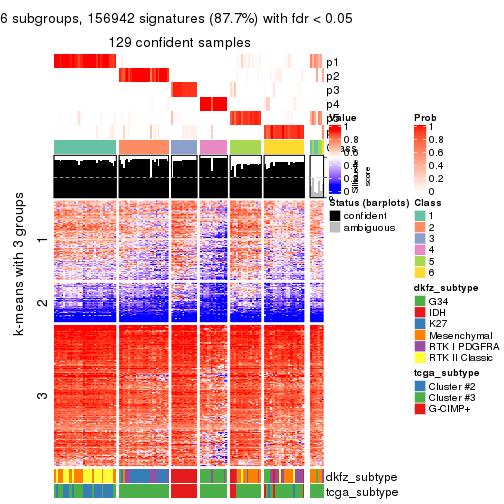 6 subgroups, 156942 signatures (87.7%) with fdr < 0.05
129 confident samples
p1
p2
p3
p4
k-means with 3 groups
1
2
3
Value
1
0.8
0.6
0.4
0.2
0
Silhouette
score
Prob
1
0.8
0.6
0.4
0.2
0
Status (barplots)
confident
ambiguous
Class
1
2
3
4
5
6
dkfz_subtype
G34
IDH
K27
Mesenchymal
RTK I PDGFRA
RTK II Classic
tcga_subtype
Cluster #2
Cluster #3
G-CIMP+
dkfz_subtype
tcga_subtype